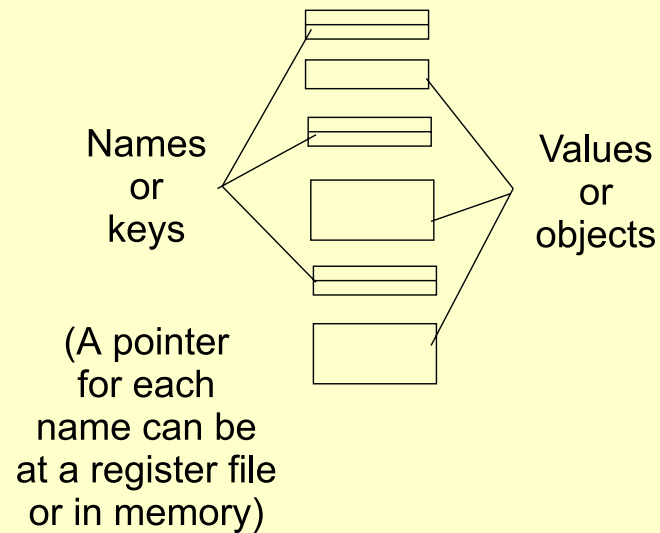 Names
or
keys
Values
or
objects
(A pointer
for each
name can be
at a register file
or in memory)